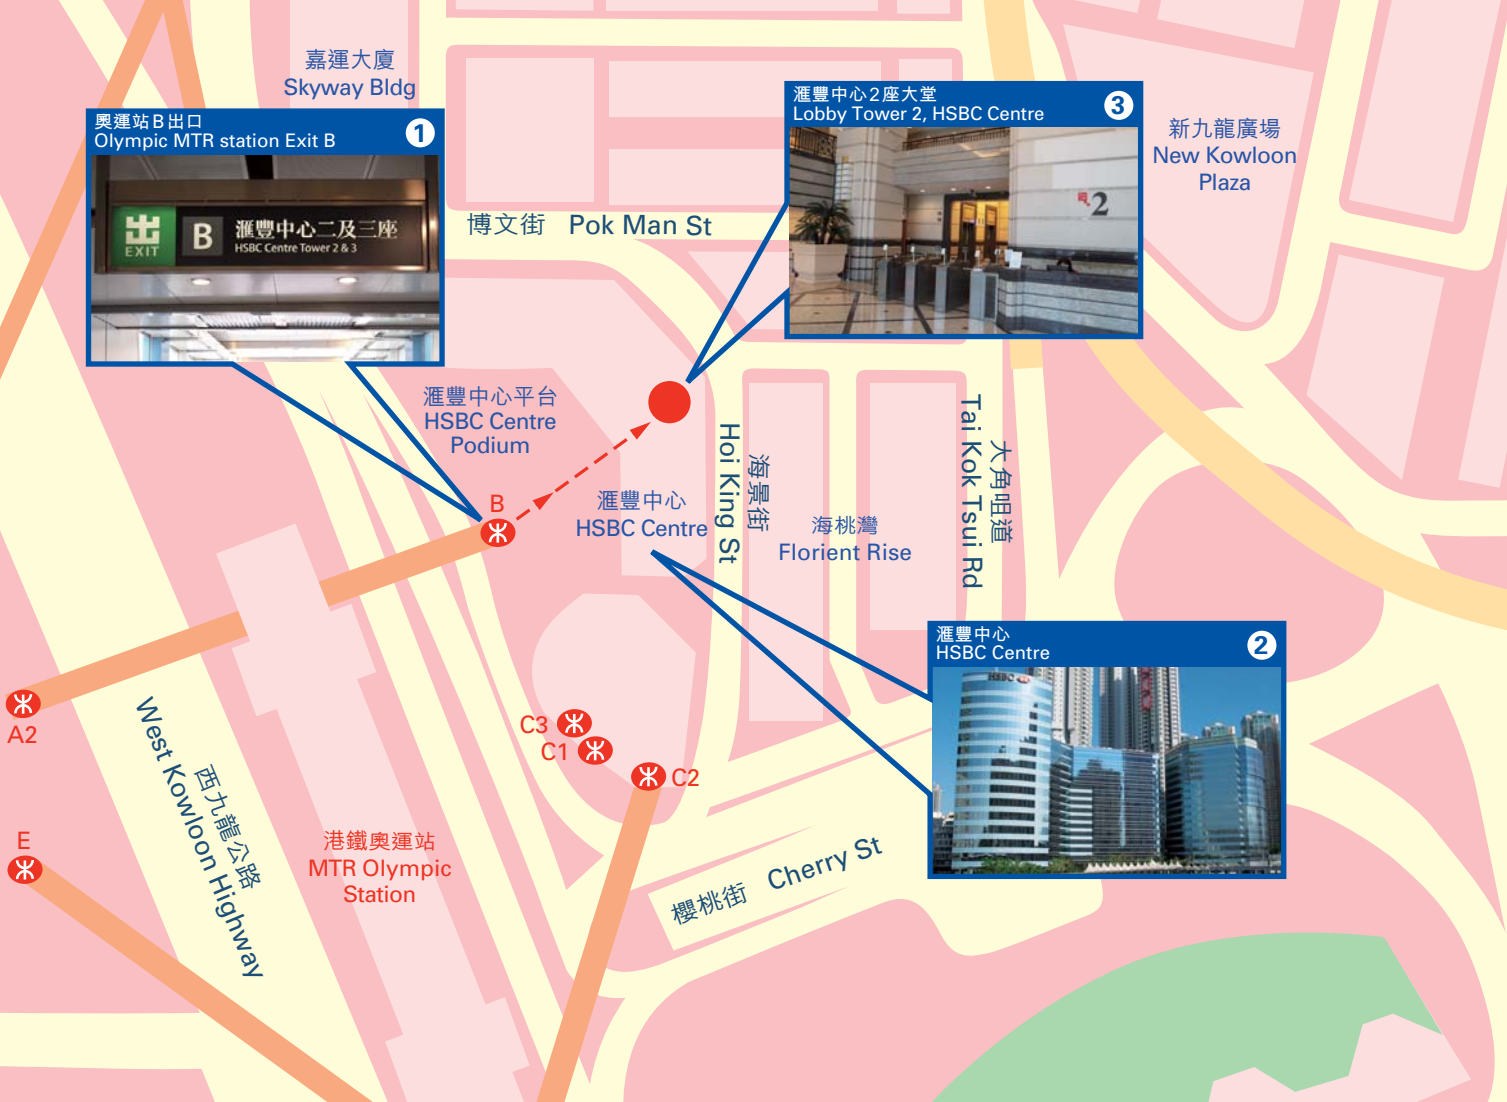 嘉運大廈
Skyway Bldg
奧運站B出口
Olympic MTR station Exit B
1
出
EXIT
B
滙豐中心二及三座
HSBC Centre Tower 2 & 3
滙豐中心2座大堂
Lobby Tower 2, HSBC Centre
3
2
新九龍廣場
New Kowloon
Plaza
博文街 Pok Man St
滙豐中心平台
HSBC Centre
Podium
B
滙豐中心
HSBC Centre
Hoi King St
海景街
海桃灣
Florient Rise
Tai Kok Tsui Rd
大角咀道
滙豐中心
HSBC Centre
2
HSBC
A2
C3
C1
C2
E
West Kowloon Highway
西九龍公路
港鐵奧運站
MTR Olympic
Station
櫻桃街 Cherry St